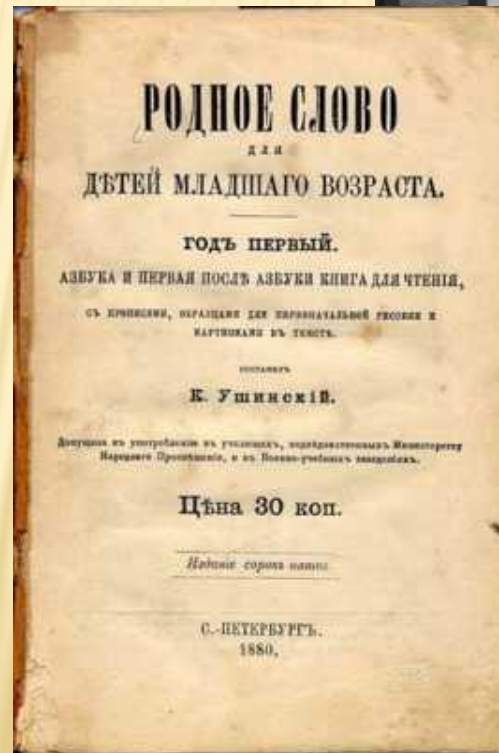 РОДНОЕ СЛОВО
ДЛЯ
ДѢТЕЙ МЛАДШАГО ВОЗРАСТА.
ГОДЪ ПЕРВЫЙ.
АЗБУКА И ПЕРВАЯ ПОСЛѢ АЗБУКИ КНИГА ДЛЯ ЧТЕНІЯ,
СЪ ПРОПИСЯМИ, ОБРАЗЦАМИ ДЛЯ ПЕРВОНАЧАЛЬНОЙ РИСОВКИ И
КАРТИНКАМИ ВЪ ТЕКСТѢ.
СОСТАВИЛЪ
К. Ушинскій.
Допущена къ употребленію въ училищахъ, подвѣдомственныхъ Министерству
Народнаго Просвѣщенія, и въ Военно-учебныхъ заведеніяхъ.
Цѣна 30 коп.
Изданіе сорокъ
С.-ПЕТЕРБУРГЪ.
1880.